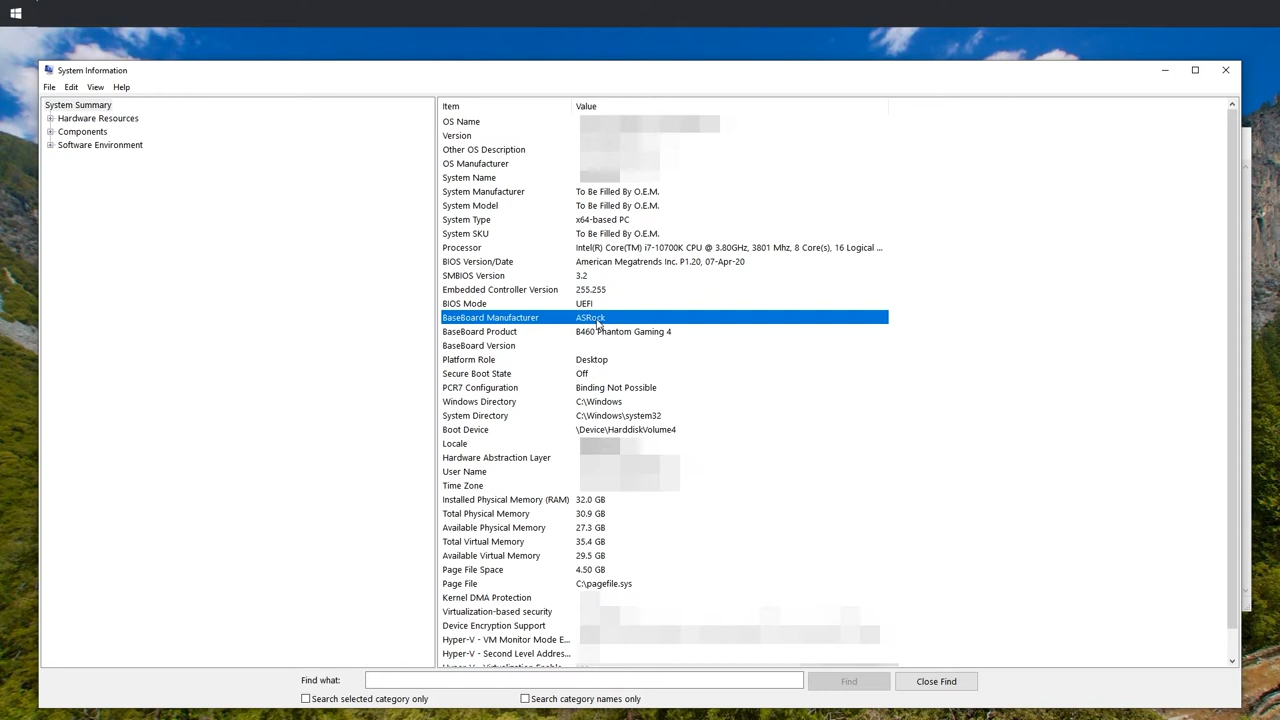 System Information
File Edit View Help
System Summary
Hardware Resources
Components
Software Environment
Item Value
OS Name
Version
Other OS Description
OS Manufacturer
System Name
System Manufacturer To Be Filled By O.E.M.
System Model To Be Filled By O.E.M.
System Type x64-based PC
System SKU To Be Filled By O.E.M.
Processor Intel(R) Core(TM) i7-10700K CPU @ 3.80GHz, 3801 Mhz, 8 Core(s), 16 Logical ...
BIOS Version/Date American Megatrends Inc. P1.20, 07-Apr-20
SMBIOS Version 3.2
Embedded Controller Version 255.255
BIOS Mode UEFI
BaseBoard Manufacturer ASRock
BaseBoard Product B460 Phantom Gaming 4
BaseBoard Version
Platform Role Desktop
Secure Boot State Off
PCR7 Configuration Binding Not Possible
Windows Directory C:\Windows
System Directory C:\Windows\system32
Boot Device \Device\HarddiskVolume4
Locale
Hardware Abstraction Layer
User Name
Time Zone
Installed Physical Memory (RAM) 32.0 GB
Total Physical Memory 30.9 GB
Available Physical Memory 27.3 GB
Total Virtual Memory 35.4 GB
Available Virtual Memory 29.5 GB
Page File Space 4.50 GB
Page File C:\pagefile.sys
Kernel DMA Protection
Virtualization-based security
Device Encryption Support
Hyper-V - VM Monitor Mode E...
Hyper-V - Second Level Addres...
Hyper-V - Virtualization Enable
Find what: Find Close Find
Search selected category only Search category names only